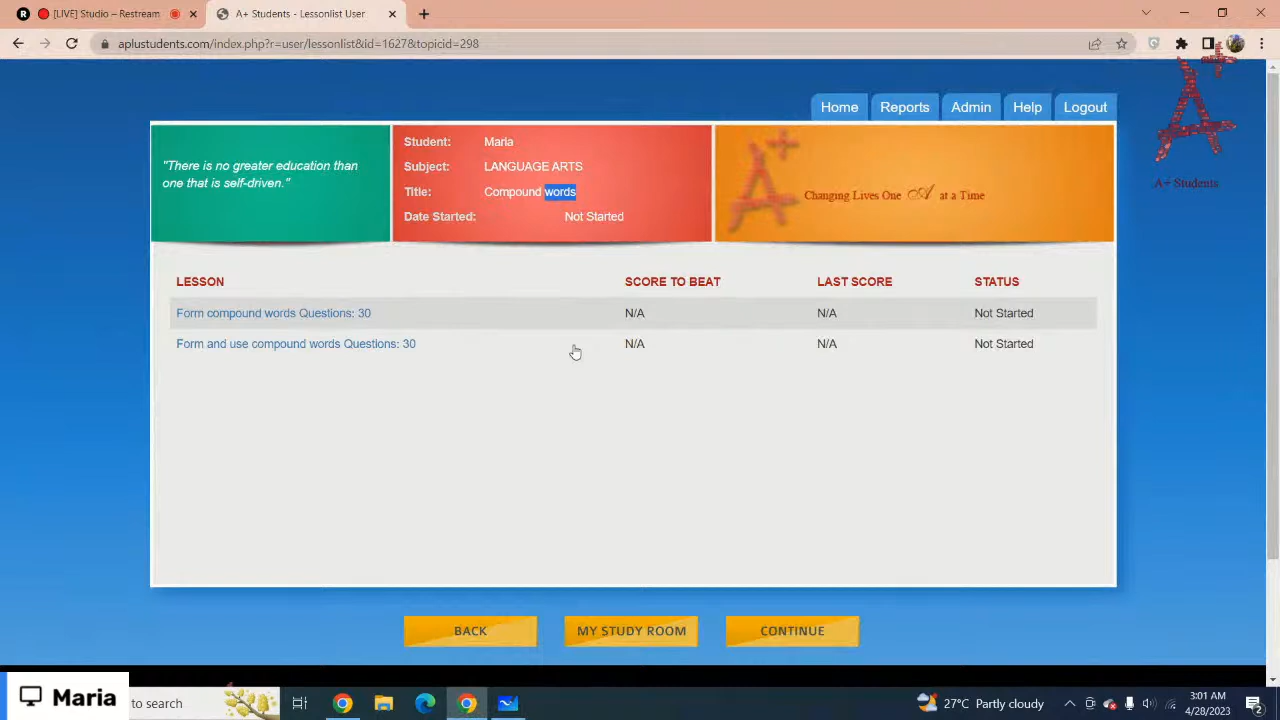 [LIVE] Studio – Restream
A+ Students - Lessonlist User
aplustudents.com/index.php?r=user/lessonlist&id=1627&topicid=298
Home Reports Admin Help Logout
"There is no greater education than
one that is self-driven."
Student: Maria
Subject: LANGUAGE ARTS
Title: Compound words
Date Started: Not Started
Changing Lives One A at a Time
A+ Students
LESSON SCORE TO BEAT LAST SCORE STATUS
Form compound words Questions: 30 N/A N/A Not Started
Form and use compound words Questions: 30 N/A N/A Not Started
BACK MY STUDY ROOM CONTINUE
Maria
to search
27°C Partly cloudy
3:01 AM
4/28/2023
2